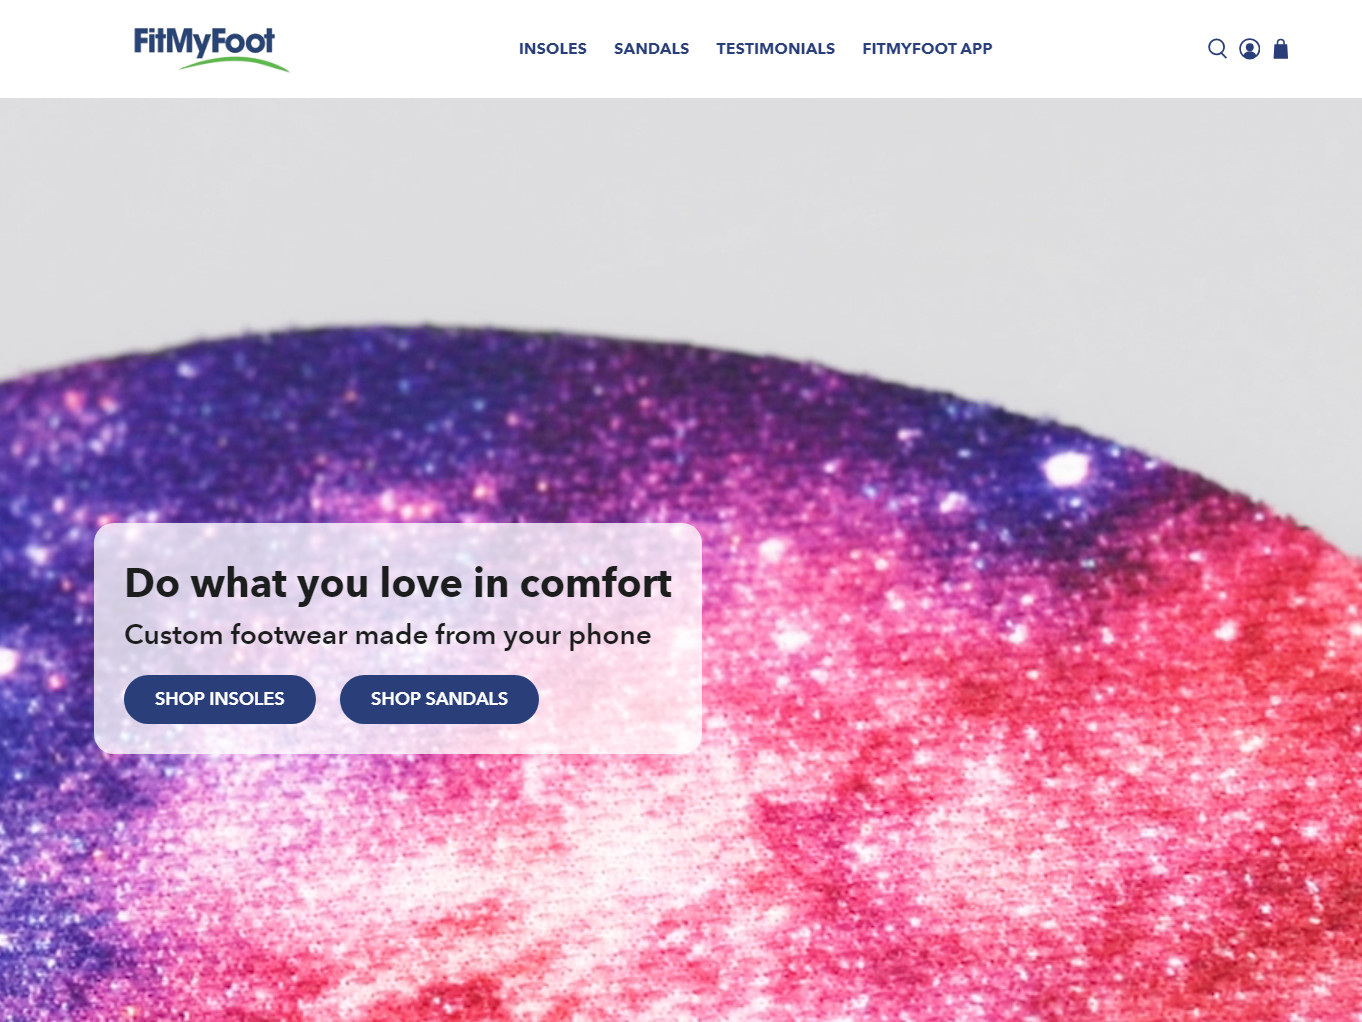 FitMyFoot
INSOLES
SANDALS
TESTIMONIALS
FITMYFOOT APP
Do what you love in comfort
Custom footwear made from your phone
SHOP INSOLES
SHOP SANDALS